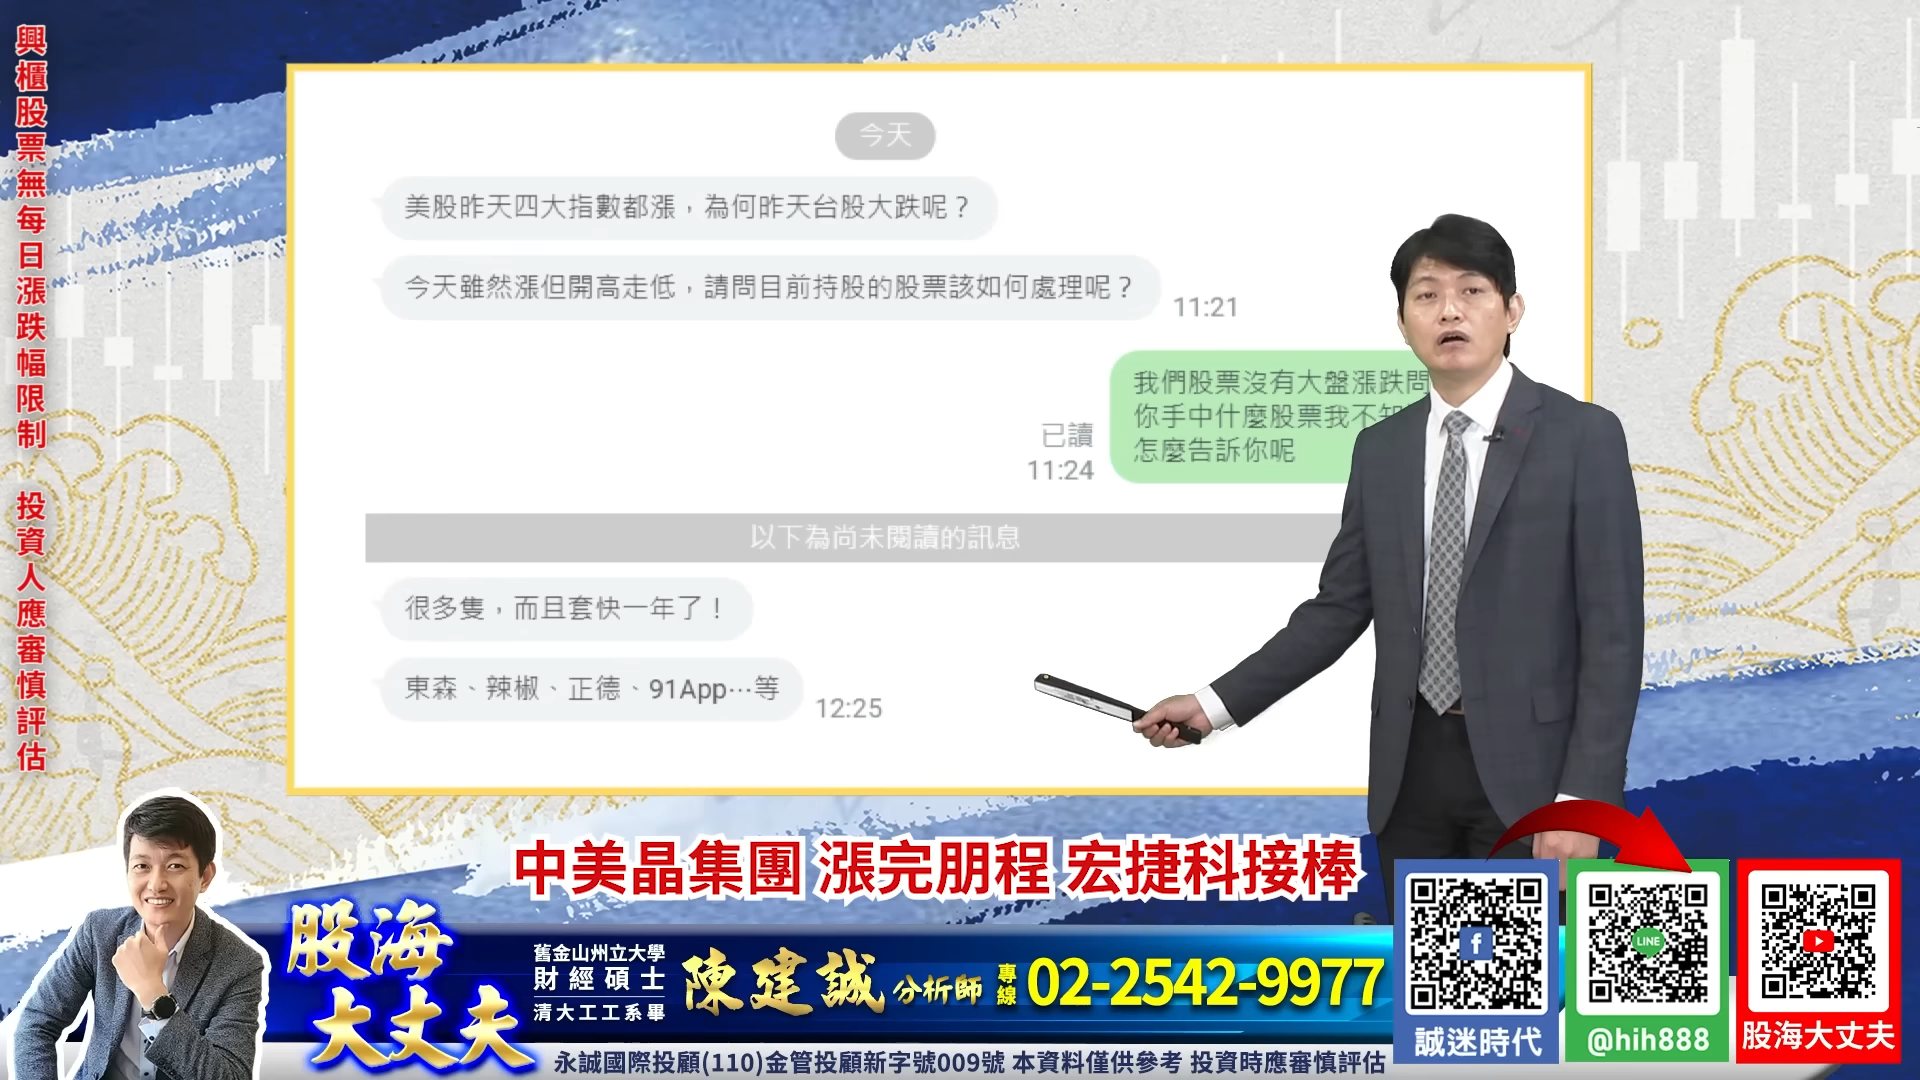 興櫃股票無每日漲跌幅限制 投資人應審慎評估
今天
美股昨天四大指數都漲，為何昨天台股大跌呢？
今天雖然漲但開高走低，請問目前持股的股票該如何處理呢？
11:21
我們股票沒有大盤漲跌問
你手中什麼股票我不知
怎麼告訴你呢
已讀
11:24
以下為尚未閱讀的訊息
很多隻，而且套快一年了！
東森、辣椒、正德、91App…等
12:25
中美晶集團 漲完朋程 宏捷科接棒
股海
大丈夫
舊金山州立大學
財經碩士
清大工工系畢
陳建誠 分析師
專線 02-2542-9977
永誠國際投顧(110)金管投顧新字號009號 本資料僅供參考 投資時應審慎評估
f
誠迷時代
LINE
@hih888
股海大丈夫